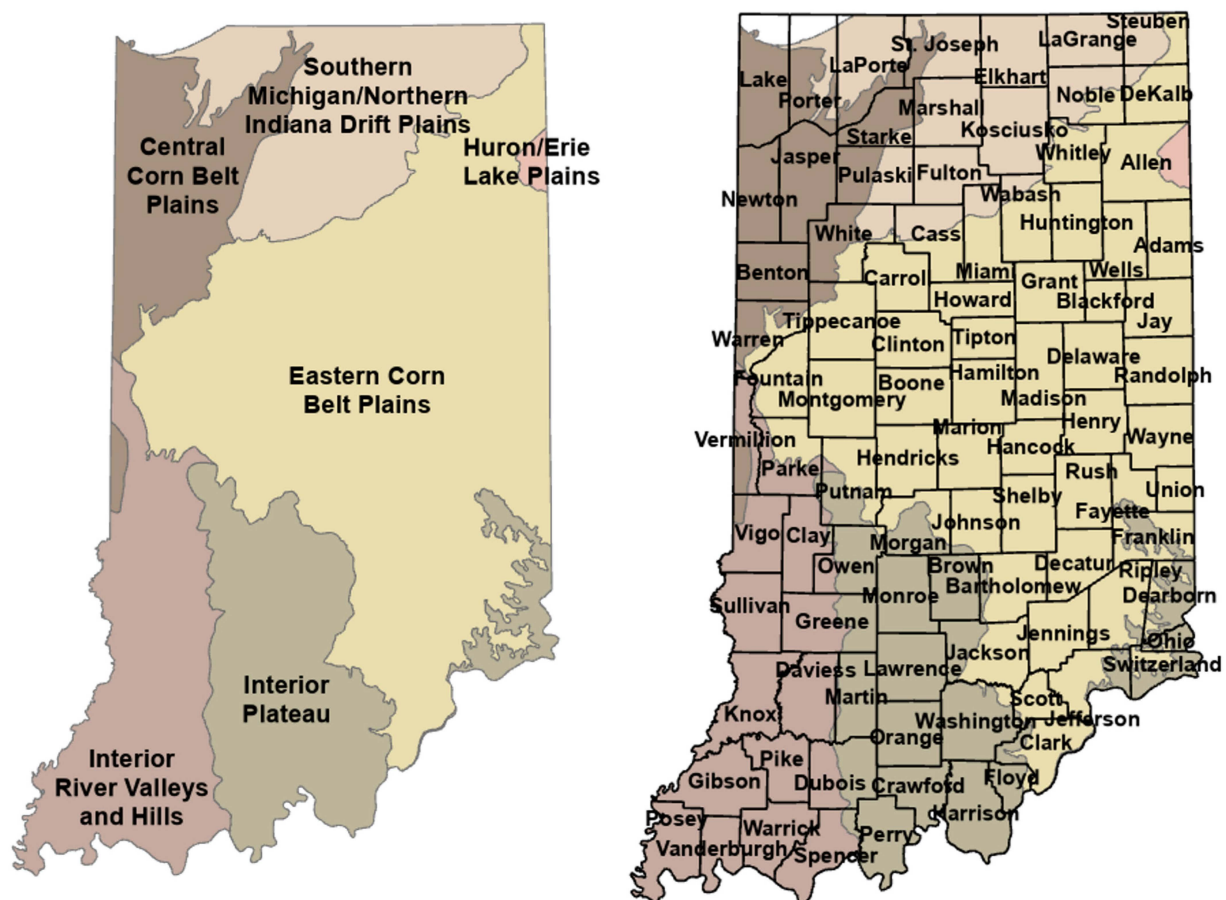 Southern
Michigan/Northern
Indiana Drift Plains
Central
Corn Belt
Plains
Huron/Erie
Lake Plains
Eastern Corn
Belt Plains
Interior
Plateau
Interior
River Valleys
and Hills
Steuben
LaGrange
St. Joseph
LaPorte
Elkhart
Lake
Porter
Noble
DeKalb
Marshall
Kosciusko
Starke
Whitley
Allen
Jasper
Pulaski
Fulton
Newton
Wabash
Huntington
White
Cass
Adams
Benton
Carrol
Miami
Wells
Grant
Howard
Blackford
Tippecanoe
Jay
Warren
Clinton
Tipton
Delaware
Randolph
Fountain
Boone
Hamilton
Montgomery
Madison
Henry
Marion
Wayne
Vermillion
Hancock
Hendricks
Parke
Rush
Putnam
Shelby
Union
Fayette
Johnson
Vigo
Clay
Morgan
Franklin
Owen
Brown
Decatur
Ripley
Bartholomew
Monroe
Dearborn
Sullivan
Greene
Jennings
Ohio
Jackson
Switzerland
Daviess
Lawrence
Martin
Scott
Knox
Washington
Jefferson
Orange
Clark
Pike
Gibson
Dubois
Crawford
Floyd
Harrison
Posey
Warrick
Perry
Vanderburgh
Spencer